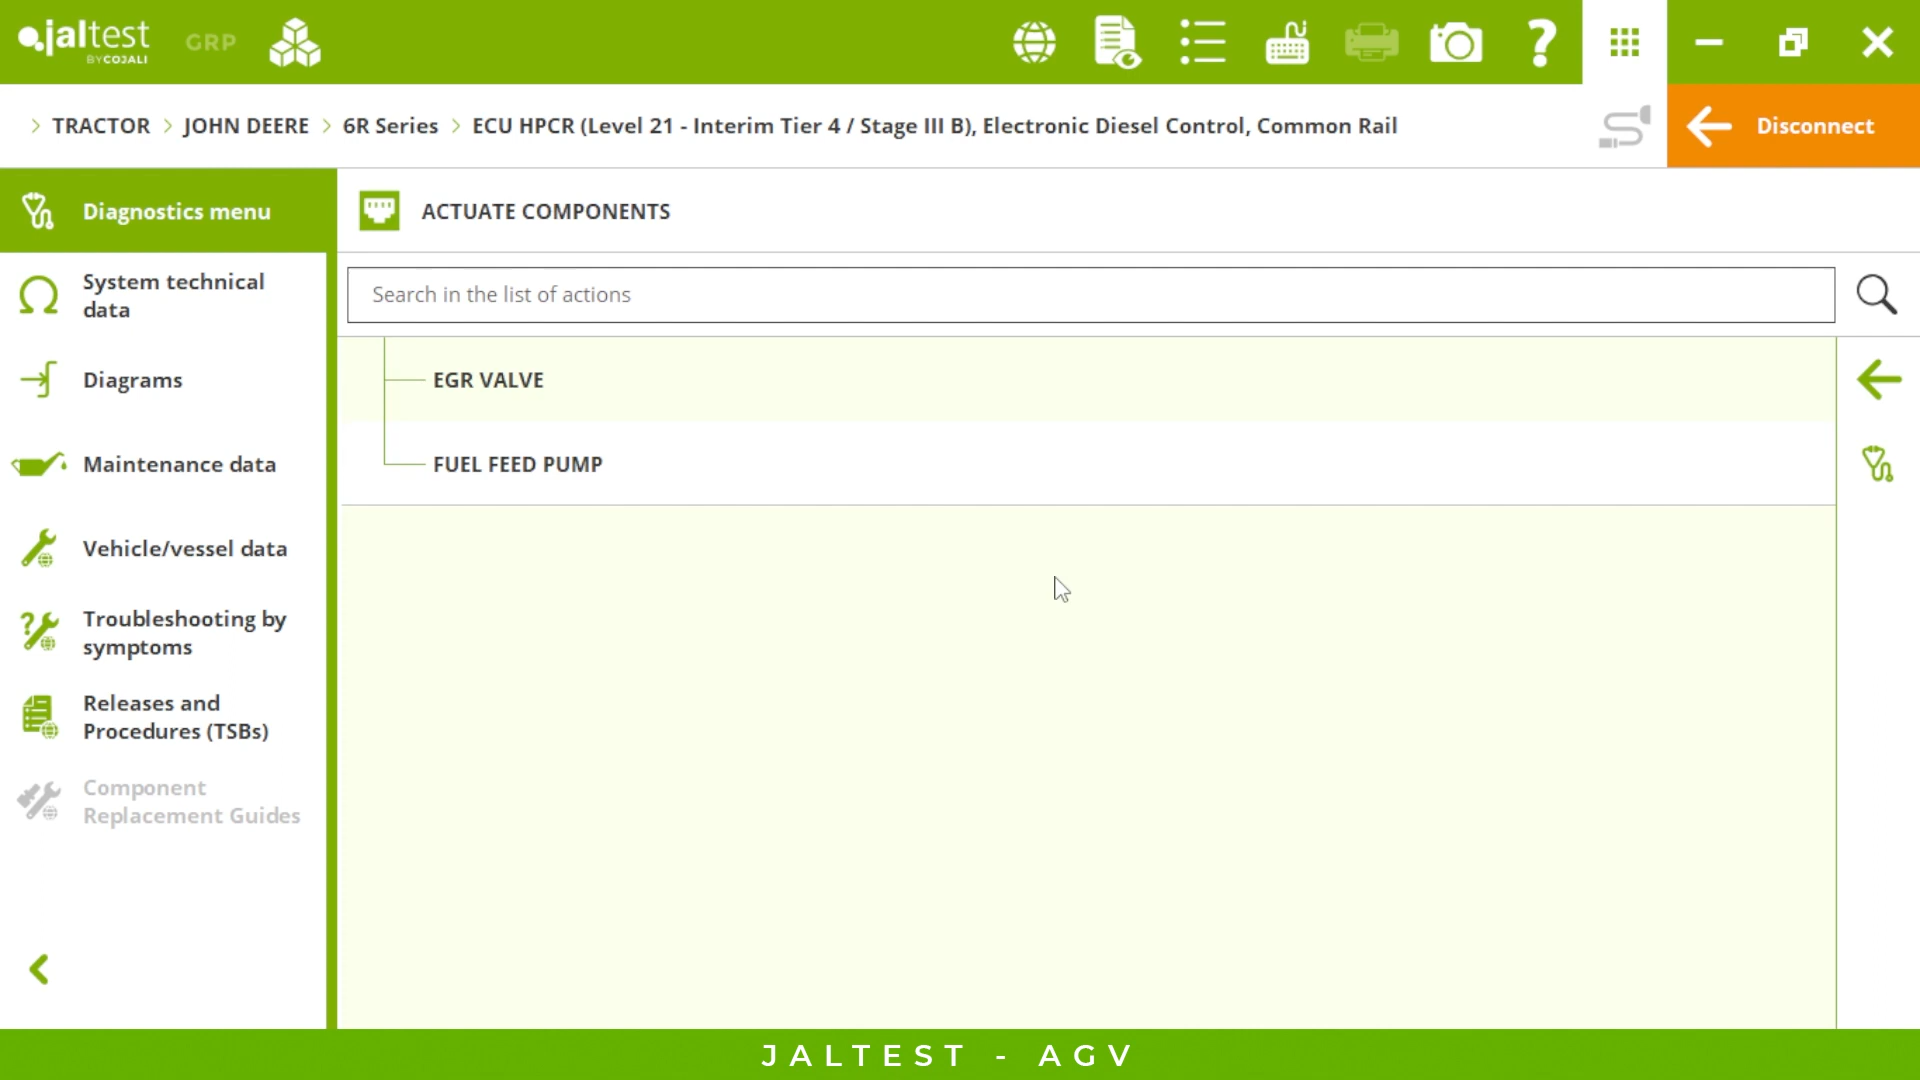 jaltest
BY COJALI
GRP
?
> TRACTOR > JOHN DEERE > 6R Series > ECU HPCR (Level 21 - Interim Tier 4 / Stage III B), Electronic Diesel Control, Common Rail
Disconnect
Diagnostics menu
System technical
data
Diagrams
Maintenance data
Vehicle/vessel data
Troubleshooting by
symptoms
Releases and
Procedures (TSBs)
Component
Replacement Guides
ACTUATE COMPONENTS
Search in the list of actions
EGR VALVE
FUEL FEED PUMP
JALTEST - AGV